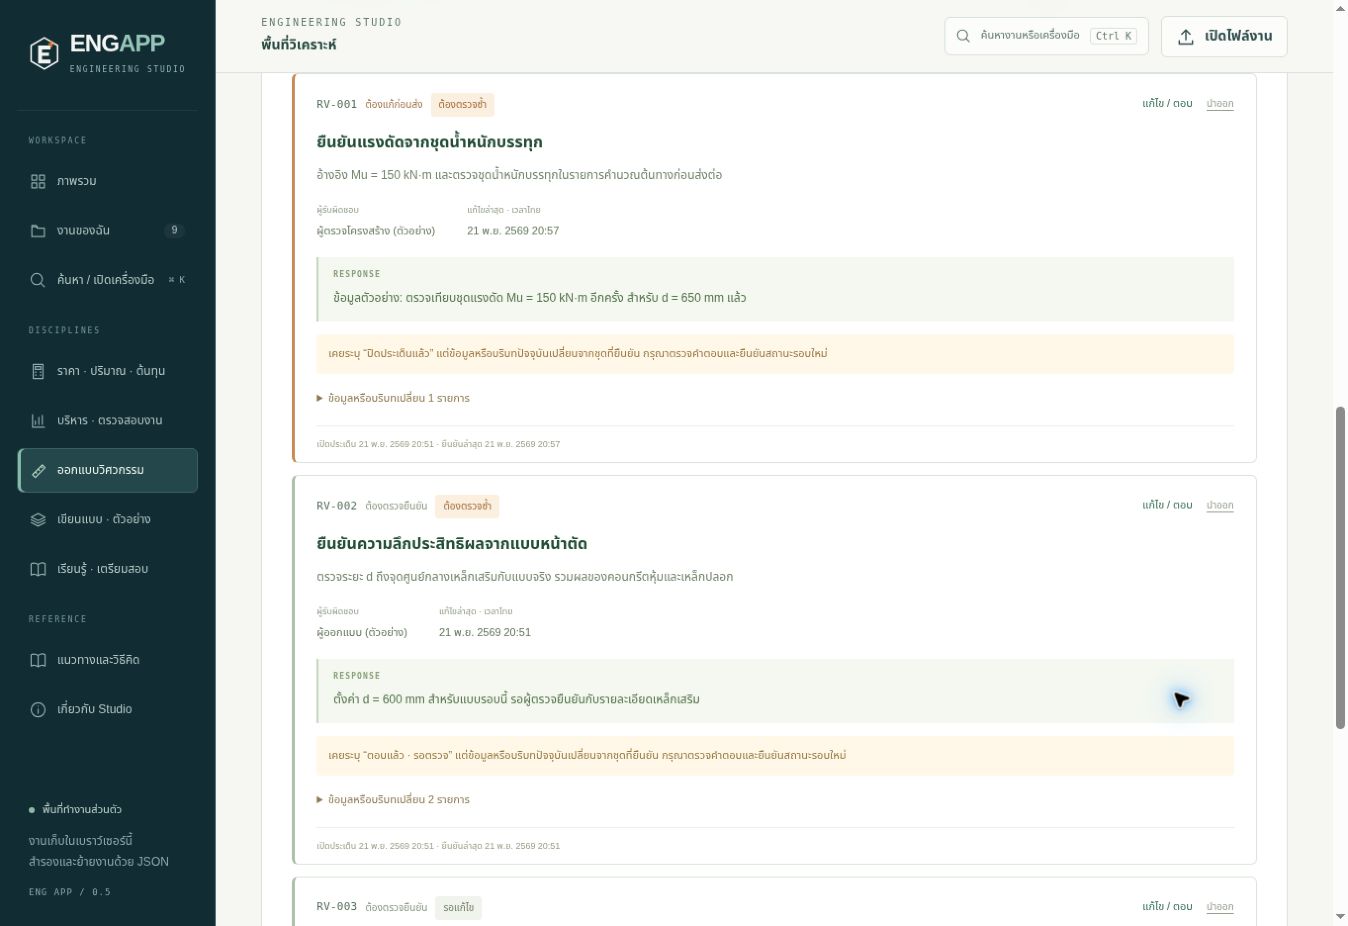 ENGAPP
ENGINEERING STUDIO
WORKSPACE
ภาพรวม
งานของฉัน 9
ค้นหา / เปิดเครื่องมือ ⌘ K
DISCIPLINES
ราคา · ปริมาณ · ต้นทุน
บริหาร · ตรวจสอบงาน
ออกแบบวิศวกรรม
เขียนแบบ · ตัวอย่าง
เรียนรู้ · เตรียมสอบ
REFERENCE
แนวทางและวิธีคิด
เกี่ยวกับ Studio
พื้นที่ทำงานส่วนตัว
งานเก็บในเบราว์เซอร์นี้
สำรองและย้ายงานด้วย JSON
ENG APP / 0.5
ENGINEERING STUDIO
พื้นที่วิเคราะห์
ค้นหางานหรือเครื่องมือ Ctrl K
เปิดไฟล์งาน
RV-001 ต้องแก้ก่อนส่ง ต้องตรวจซ้ำ แก้ไข / ตอบ นำออก
ยืนยันแรงดัดจากชุดน้ำหนักบรรทุก
อ้างอิง Mu = 150 kN·m และตรวจชุดน้ำหนักบรรทุกในรายการคำนวณต้นทางก่อนส่งต่อ
ผู้รับผิดชอบ แก้ไขล่าสุด · เวลาไทย
ผู้ตรวจโครงสร้าง (ตัวอย่าง) 21 พ.ย. 2569 20:57
RESPONSE
ข้อมูลตัวอย่าง: ตรวจเทียบชุดแรงดัด Mu = 150 kN·m อีกครั้ง สำหรับ d = 650 mm แล้ว
เคยระบุ “ปิดประเด็นแล้ว” แต่ข้อมูลหรือบริบทปัจจุบันเปลี่ยนจากชุดที่ยืนยัน กรุณาตรวจคำตอบและยืนยันสถานะรอบใหม่
▶ ข้อมูลหรือบริบทเปลี่ยน 1 รายการ
เปิดประเด็น 21 พ.ย. 2569 20:51 · ยืนยันล่าสุด 21 พ.ย. 2569 20:57
RV-002 ต้องตรวจยืนยัน ต้องตรวจซ้ำ แก้ไข / ตอบ นำออก
ยืนยันความลึกประสิทธิผลจากแบบหน้าตัด
ตรวจระยะ d ถึงจุดศูนย์กลางเหล็กเสริมกับแบบจริง รวมผลของคอนกรีตหุ้มและเหล็กปลอก
ผู้รับผิดชอบ แก้ไขล่าสุด · เวลาไทย
ผู้ออกแบบ (ตัวอย่าง) 21 พ.ย. 2569 20:51
RESPONSE
ตั้งค่า d = 600 mm สำหรับแบบรอบนี้ รอผู้ตรวจยืนยันกับรายละเอียดเหล็กเสริม
เคยระบุ “ตอบแล้ว · รอตรวจ” แต่ข้อมูลหรือบริบทปัจจุบันเปลี่ยนจากชุดที่ยืนยัน กรุณาตรวจคำตอบและยืนยันสถานะรอบใหม่
▶ ข้อมูลหรือบริบทเปลี่ยน 2 รายการ
เปิดประเด็น 21 พ.ย. 2569 20:51 · ยืนยันล่าสุด 21 พ.ย. 2569 20:51
RV-003 ต้องตรวจยืนยัน รอแก้ไข แก้ไข / ตอบ นำออก